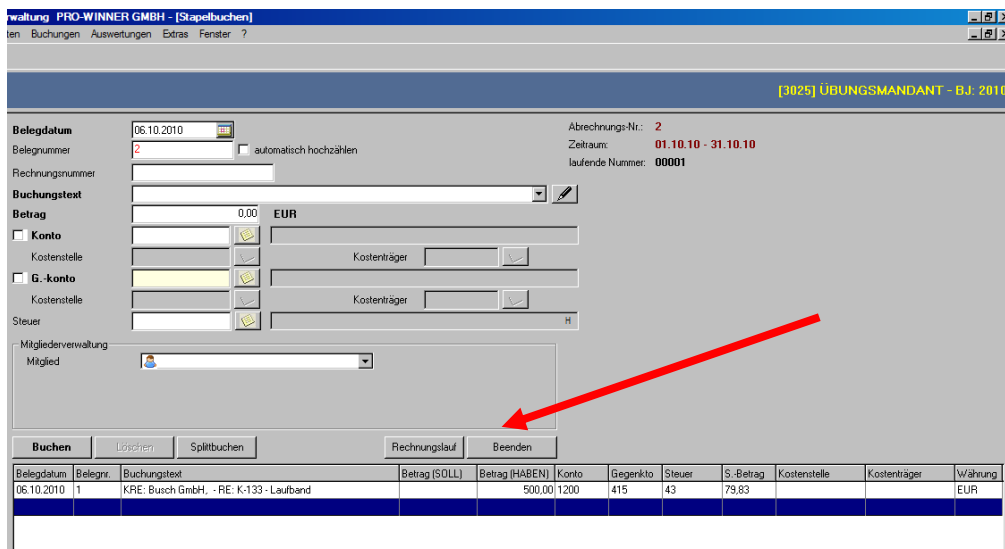 rwaltung PRO-WINNER GMBH - [Stapelbuchen]
ten Buchungen Auswertungen Extras Fenster ?
[3025] ÜBUNGSMANDANT - BJ: 2010
Belegdatum 06.10.2010 Abrechnungs-Nr.: 2
Belegnummer 2 automatisch hochzählen Zeitraum: 01.10.10 - 31.10.10
Rechnungsnummer laufende Nummer: 00001
Buchungstext
Betrag 0,00 EUR
Konto
Kostenstelle Kostenträger
G.-konto
Kostenstelle Kostenträger
Steuer H
Mitgliederverwaltung
Mitglied
Buchen Löschen Splittbuchen Rechnungslauf Beenden
Belegdatum Belegnr. Buchungstext Betrag (SOLL) Betrag (HABEN) Konto Gegenkto Steuer S.-Betrag Kostenstelle Kostenträger Währung
06.10.2010 1 KRE: Busch GmbH, - RE: K-133 - Laufband 500,00 1200 415 43 79,83 EUR